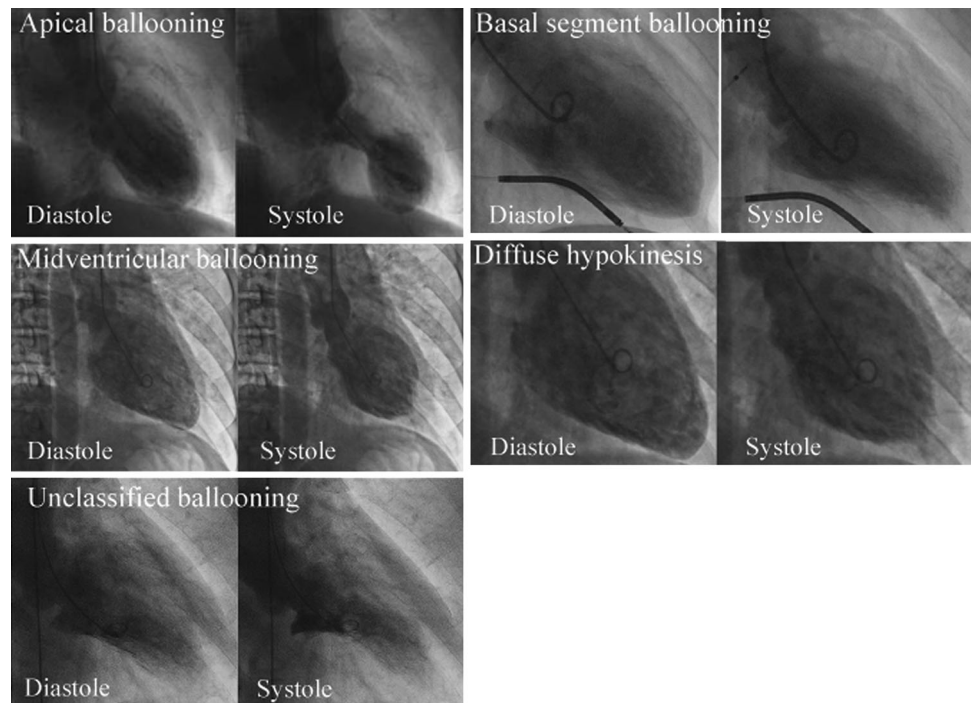 Apical ballooning
Diastole
Systole
Basal segment ballooning
Diastole
Systole
Midventricular ballooning
Diastole
Systole
Diffuse hypokinesis
Diastole
Systole
Unclassified ballooning
Diastole
Systole